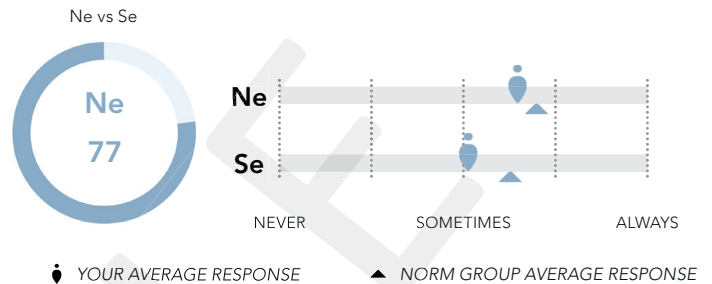 Ne vs Se
Ne
77
Ne
Se
NEVER SOMETIMES ALWAYS
YOUR AVERAGE RESPONSE NORM GROUP AVERAGE RESPONSE